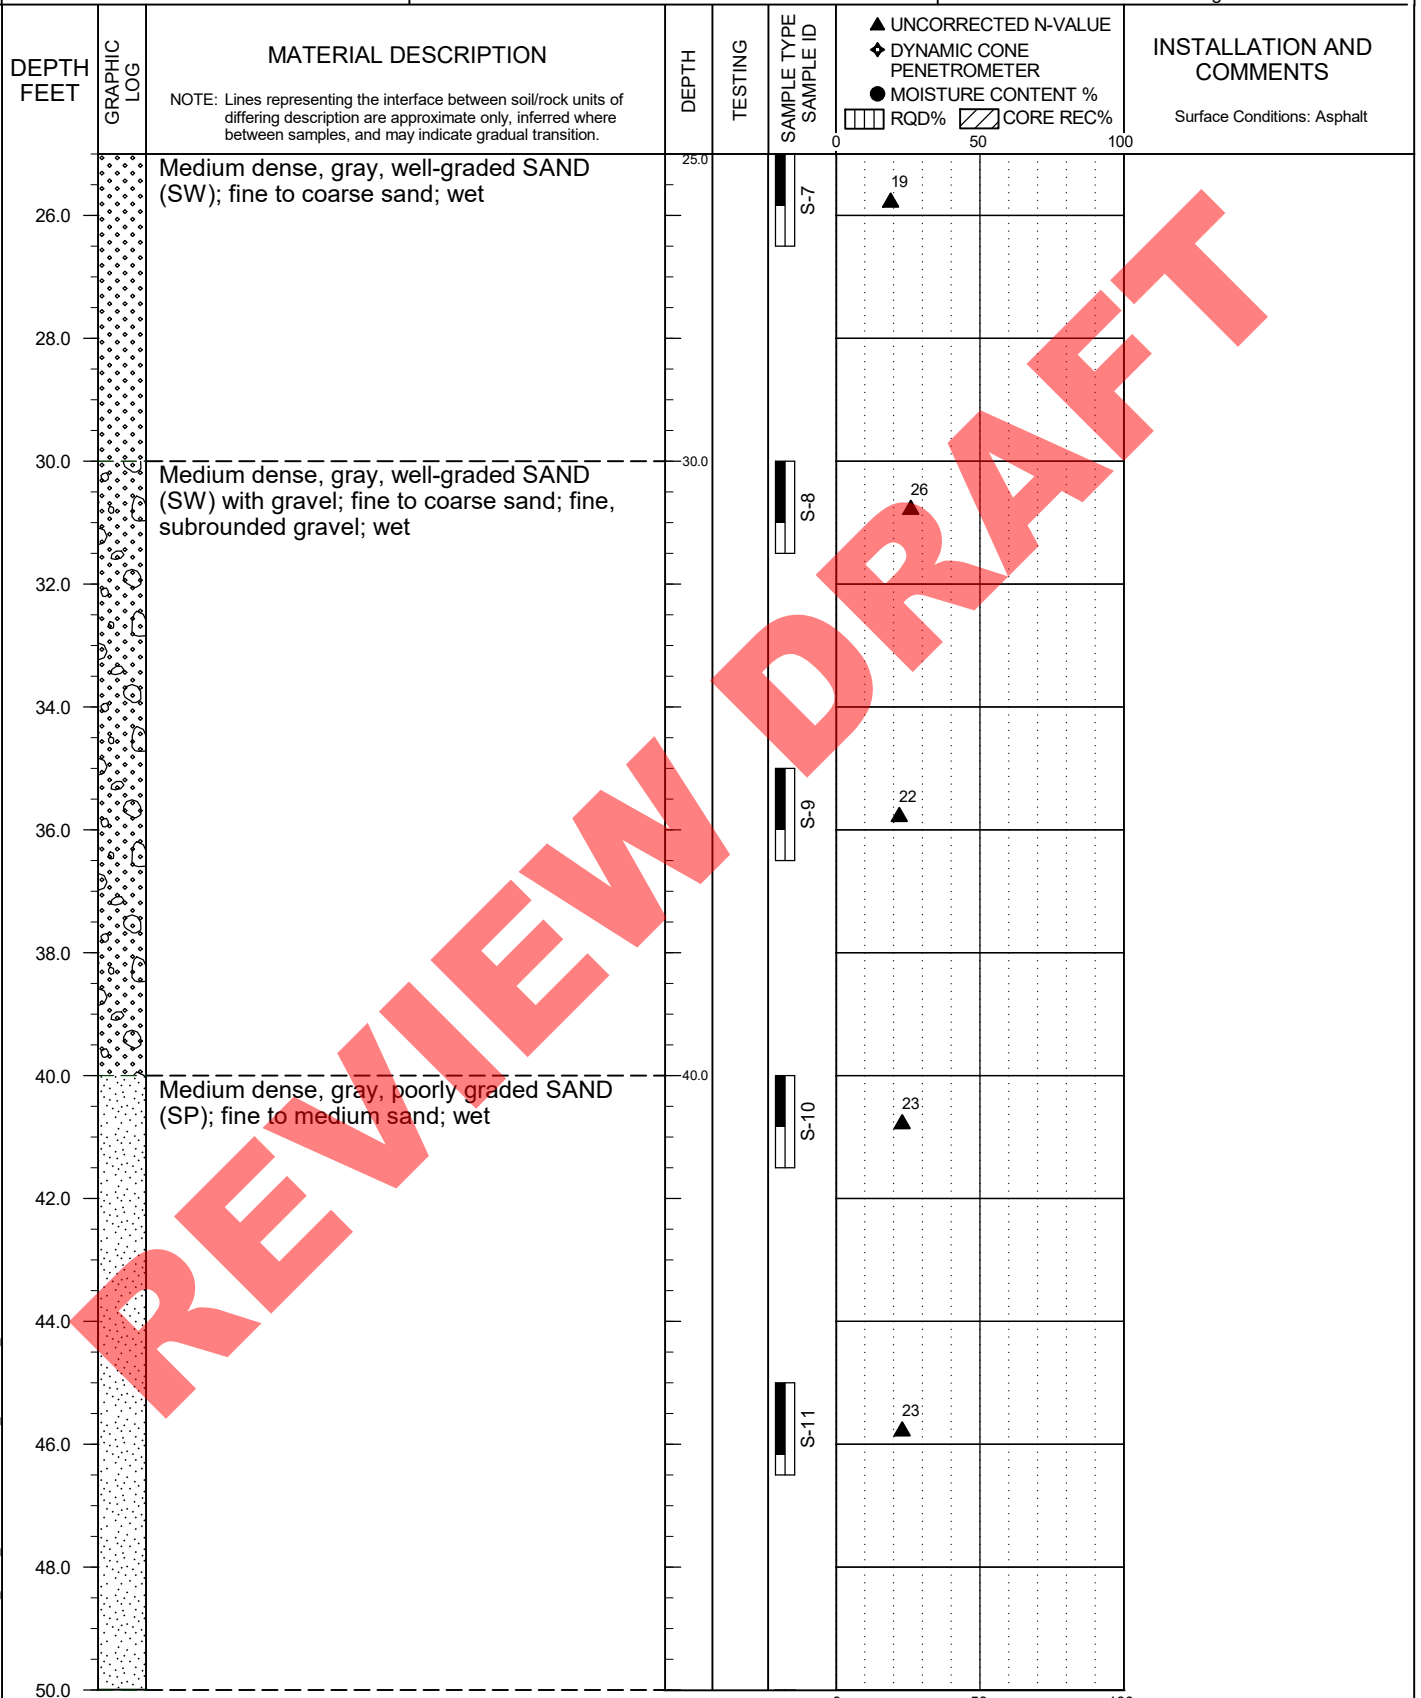 DEPTH
FEET
GRAPHIC
LOG
MATERIAL DESCRIPTION
NOTE: Lines representing the interface between soil/rock units of
differing description are approximate only, inferred where
between samples, and may indicate gradual transition.
DEPTH
TESTING
SAMPLE TYPE
SAMPLE ID
UNCORRECTED N-VALUE
DYNAMIC CONE
PENETROMETER
MOISTURE CONTENT %
RQD% CORE REC%
0 50 100
INSTALLATION AND
COMMENTS
Surface Conditions: Asphalt
Medium dense, gray, well-graded SAND
(SW); fine to coarse sand; wet
25.0
S-7
19
26.0
28.0
30.0
30.0
Medium dense, gray, well-graded SAND
(SW) with gravel; fine to coarse sand; fine,
subrounded gravel; wet
S-8
26
32.0
34.0
S-9
22
36.0
38.0
40.0
40.0
Medium dense, gray, poorly graded SAND
(SP); fine to medium sand; wet
S-10
23
42.0
44.0
S-11
23
46.0
48.0
50.0
0 50 100
REVIEW DRAFT